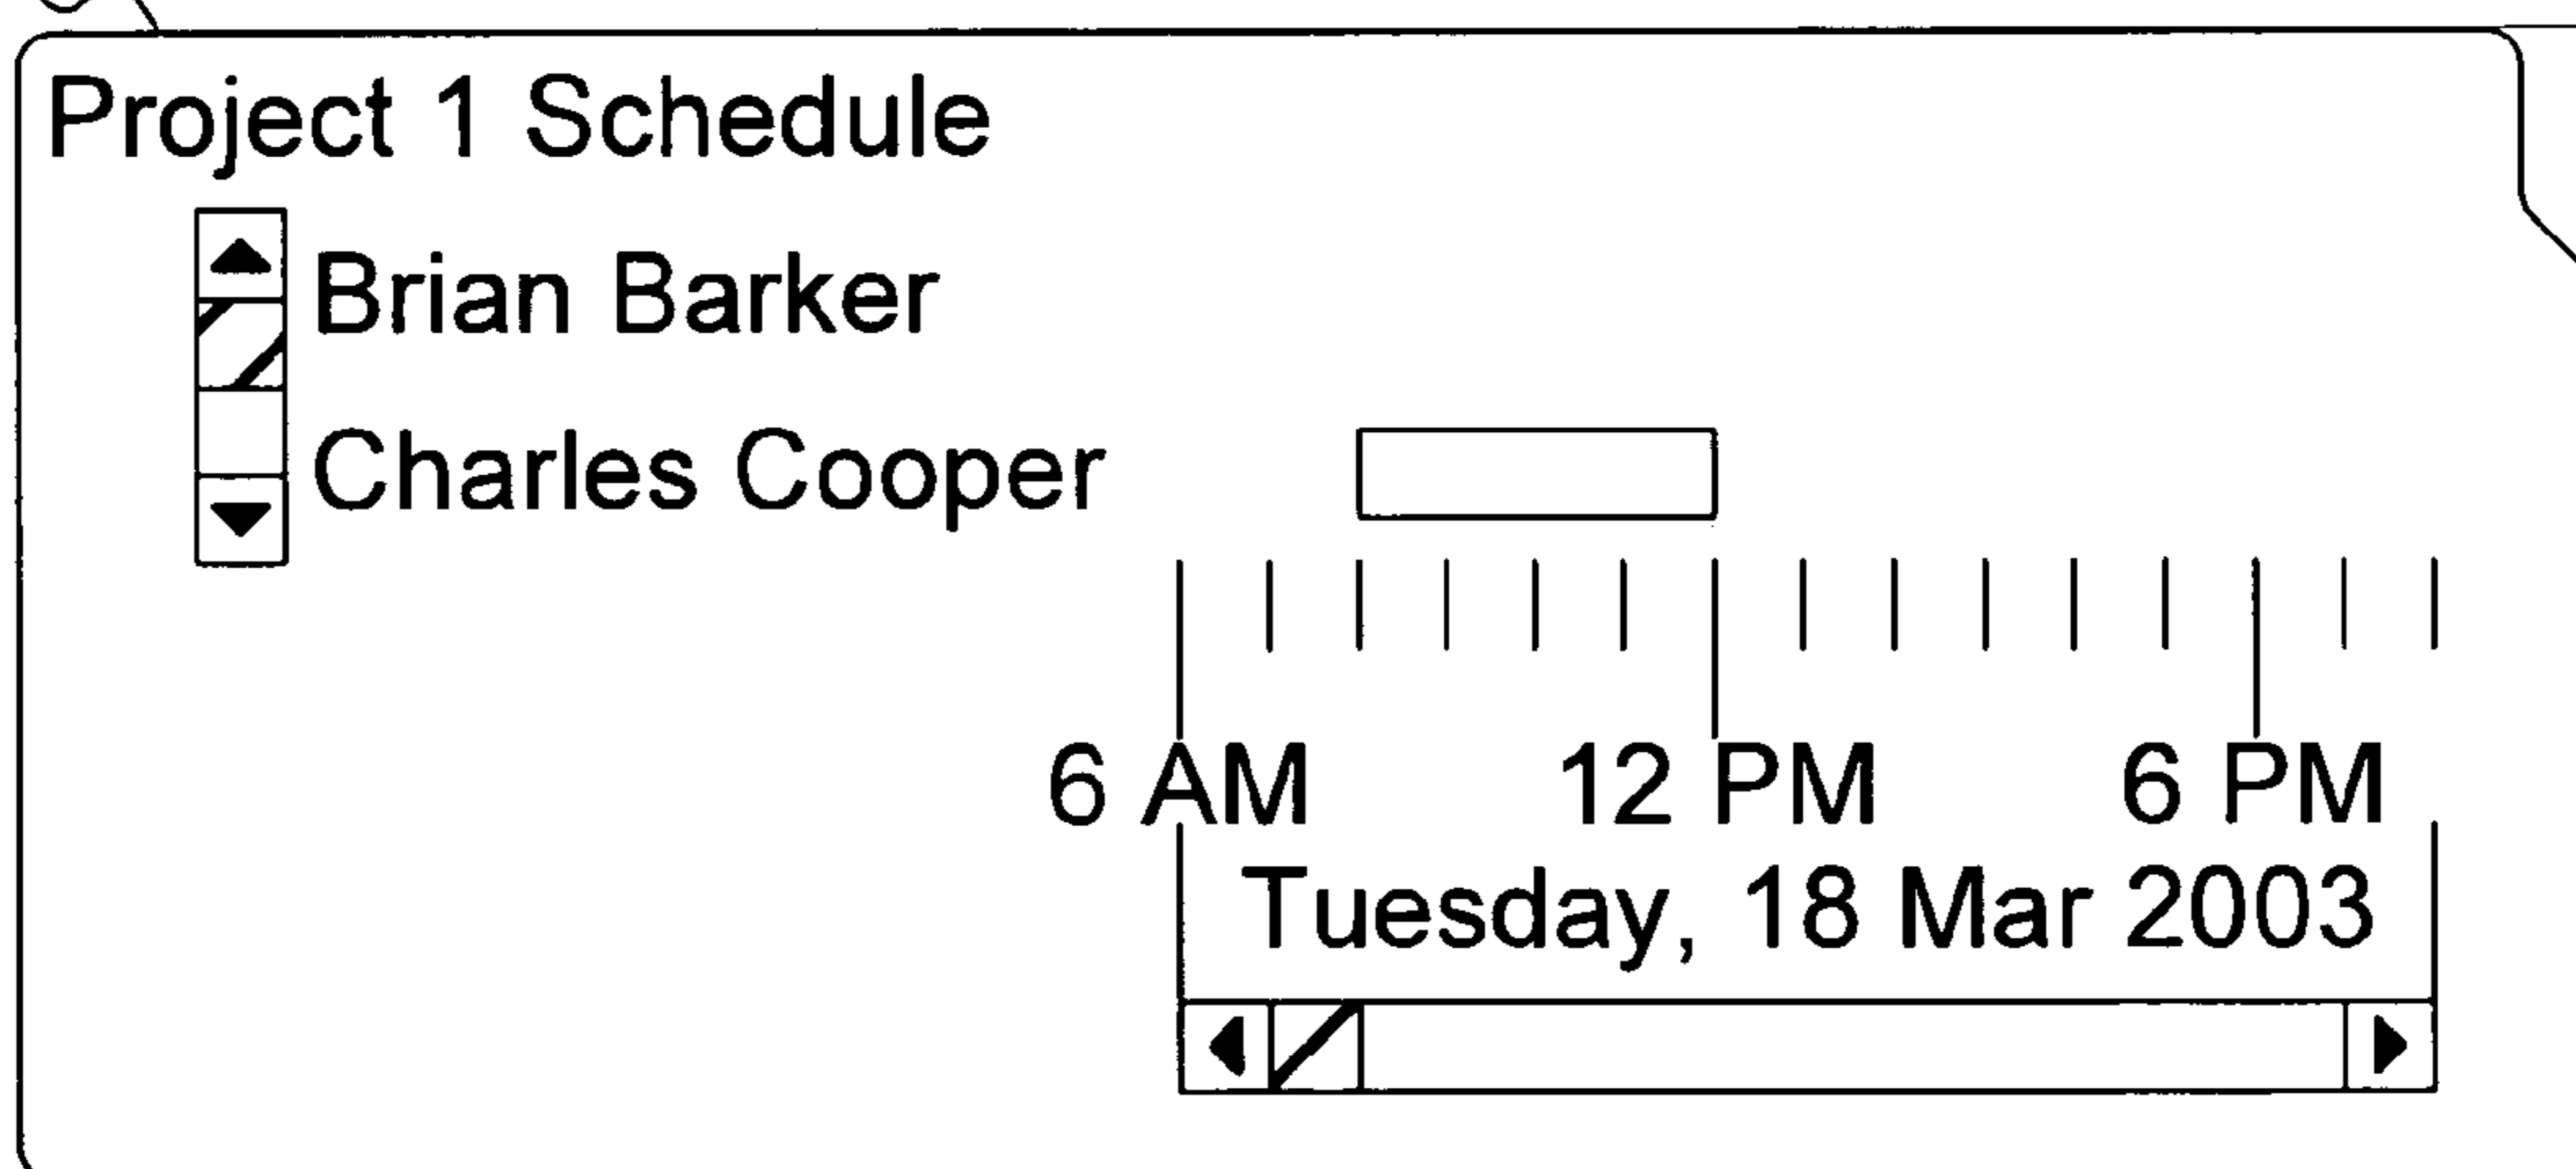 Project 1 Schedule
Brian Barker
Charles Cooper
6 AM 12 PM 6 PM
Tuesday, 18 Mar 2003